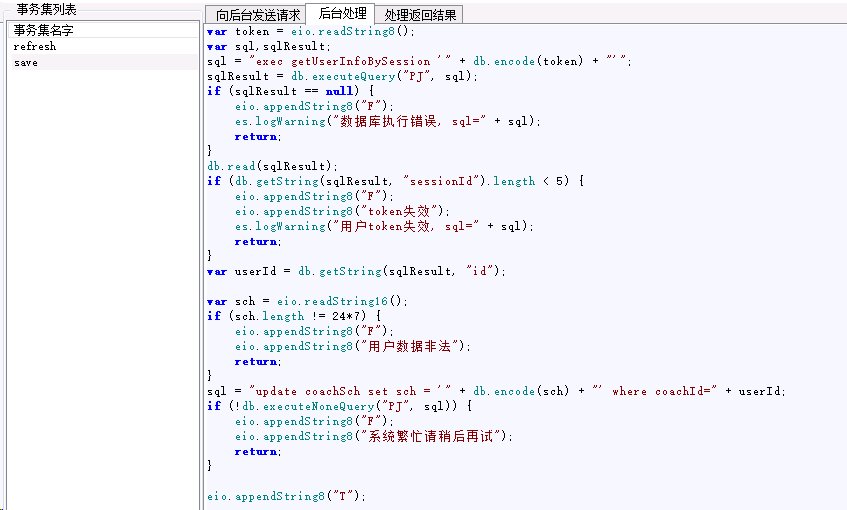 事务集列表
向后台发送请求
后台处理
处理返回结果
事务集名字
refresh
save
var token = eio.readString8();
var sql,sqlResult;
sql = "exec getUserInfoBySession '" + db.encode(token) + "'";
sqlResult = db.executeQuery("PJ", sql);
if (sqlResult == null) {
    eio.appendString8("F");
    es.logWarning("数据库执行错误, sql=" + sql);
    return;
}
db.read(sqlResult);
if (db.getString(sqlResult, "sessionId").length < 5) {
    eio.appendString8("F");
    eio.appendString8("token失效");
    es.logWarning("用户token失效, sql=" + sql);
    return;
}
var userId = db.getString(sqlResult, "id");
var sch = eio.readString16();
if (sch.length != 24*7) {
    eio.appendString8("F");
    eio.appendString8("用户数据非法");
    return;
}
sql = "update coachSch set sch = '" + db.encode(sch) + "' where coachId=" + userId;
if (!db.executeNoneQuery("PJ", sql)) {
    eio.appendString8("F");
    eio.appendString8("系统繁忙请稍后再试");
    return;
}
eio.appendString8("T");